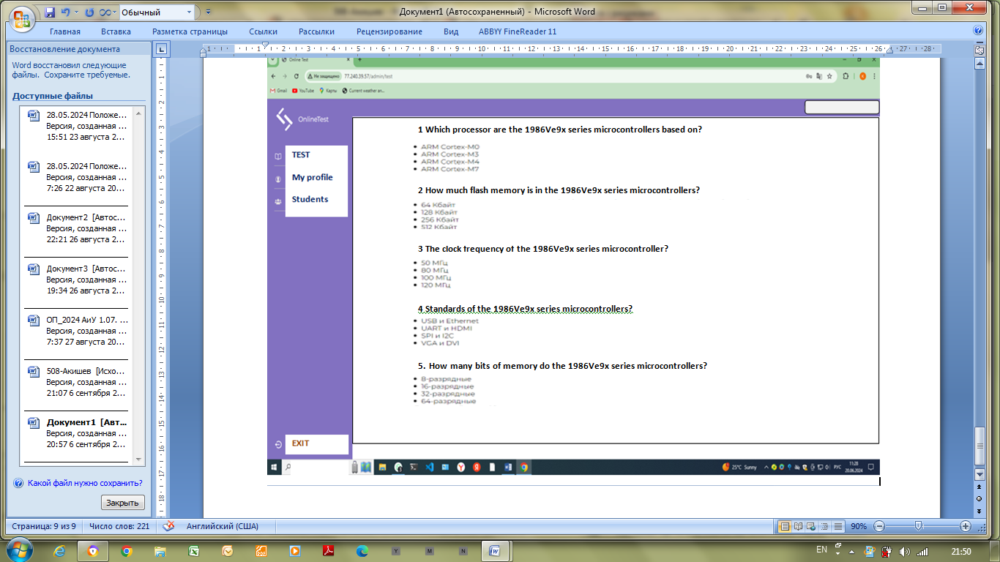 Обычный
Документ1 (Автосохраненный) - Microsoft Word
Главная Вставка Разметка страницы Ссылки Рассылки Рецензирование Вид ABBYY FineReader 11
Восстановление документа
Word восстановил следующие
файлы. Сохраните требуемые.
Доступные файлы
28.05.2024 Положе...
Версия, созданная ...
15:51 23 августа 2...
28.05.2024 Положе...
Версия, созданная ...
7:26 22 августа 20...
Документ2 [Автос...
Версия, созданная ...
22:21 26 августа 2...
Документ3 [Автос...
Версия, созданная ...
19:34 26 августа 2...
ОП_2024 АиУ 1.07. ...
Версия, созданная ...
7:37 27 августа 20...
508-Акишев [Исхо...
Версия, созданная ...
21:07 6 сентября 2...
Документ1 [Авт...
Версия, созданная ...
20:57 6 сентября 2...
Какой файл нужно сохранить?
Закрыть
Online Test
Не защищено 77.240.39.57/admin/test
Gmail YouTube Карты Current weather an...
OnlineTest
TEST
My profile
Students
EXIT
1 Which processor are the 1986Ve9x series microcontrollers based on?
• ARM Cortex-M0
• ARM Cortex-M3
• ARM Cortex-M4
• ARM Cortex-M7
2 How much flash memory is in the 1986Ve9x series microcontrollers?
• 64 Кбайт
• 128 Кбайт
• 256 Кбайт
• 512 Кбайт
3 The clock frequency of the 1986Ve9x series microcontroller?
• 50 МГц
• 80 МГц
• 100 МГц
• 120 МГц
4 Standards of the 1986Ve9x series microcontrollers?
• USB и Ethernet
• UART и HDMI
• SPI и I2C
• VGA и DVI
5. How many bits of memory do the 1986Ve9x series microcontrollers?
• 8-разрядные
• 16-разрядные
• 32-разрядные
• 64-разрядные
25°C Sunny РУС 11:28
20.06.2024
Страница: 9 из 9 Число слов: 221 Английский (США) 90%
EN 21:50